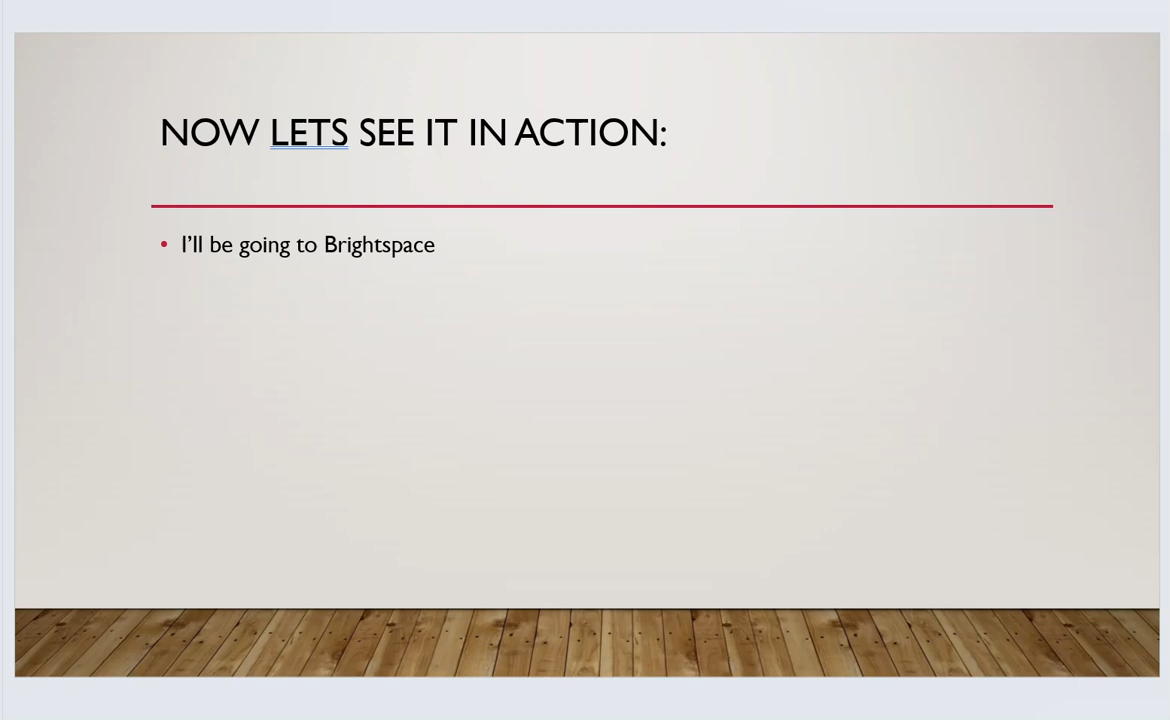 NOW LETS SEE IT IN ACTION:
• I’ll be going to Brightspace